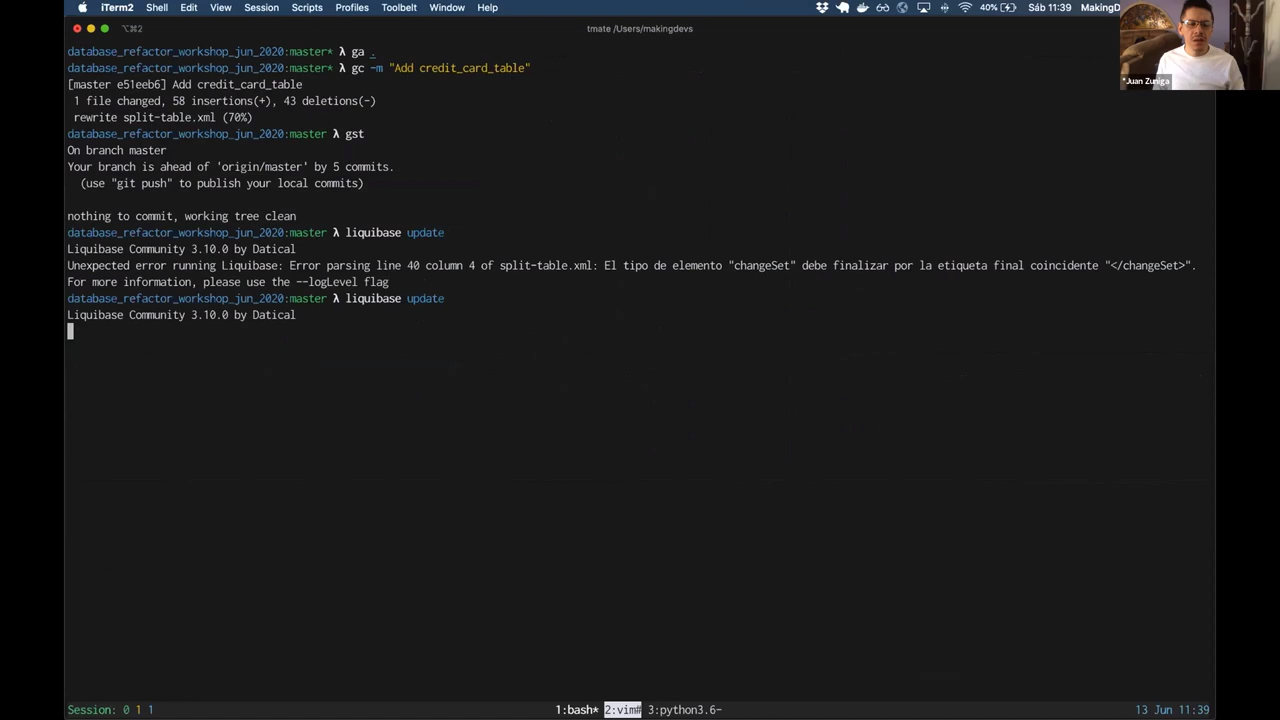 iTerm2 Shell Edit View Session Scripts Profiles Toolbelt Window Help 40% Sáb 11:39 MakingD
⌥⌘2 tmate /Users/makingdevs
*Juan Zuniga
database_refactor_workshop_jun_2020:master* λ ga .
database_refactor_workshop_jun_2020:master* λ gc -m "Add credit_card_table"
[master e51eeb6] Add credit_card_table
1 file changed, 58 insertions(+), 43 deletions(-)
rewrite split-table.xml (70%)
database_refactor_workshop_jun_2020:master λ gst
On branch master
Your branch is ahead of 'origin/master' by 5 commits.
(use "git push" to publish your local commits)
nothing to commit, working tree clean
database_refactor_workshop_jun_2020:master λ liquibase update
Liquibase Community 3.10.0 by Datical
Unexpected error running Liquibase: Error parsing line 40 column 4 of split-table.xml: El tipo de elemento "changeSet" debe finalizar por la etiqueta final coincidente "</changeSet>".
For more information, please use the --logLevel flag
database_refactor_workshop_jun_2020:master λ liquibase update
Liquibase Community 3.10.0 by Datical
Session: 0 1 1 1:bash* 2:vim# 3:python3.6- 13 Jun 11:39